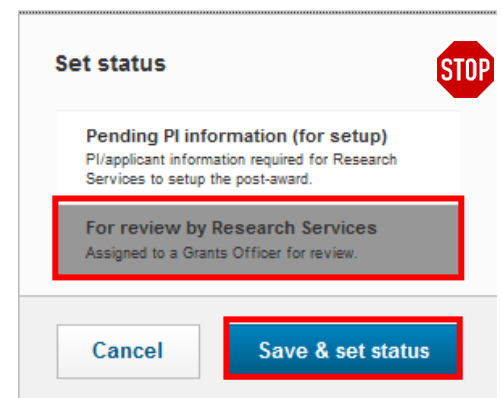 Set status
STOP
Pending PI information (for setup)
PI/applicant information required for Research
Services to setup the post-award.
For review by Research Services
Assigned to a Grants Officer for review.
Cancel
Save & set status